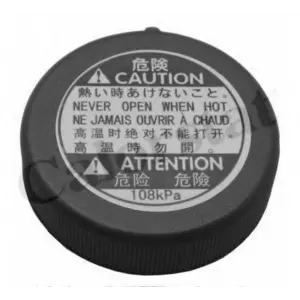 危険
⚠ CAUTION
熱い時あけないこと。
NEVER OPEN WHEN HOT.
NE JAMAIS OUVRIR À CHAUD
高温时绝对不能打开
高温時勿開。
⚠ ATTENTION
危险 危險
108kPa